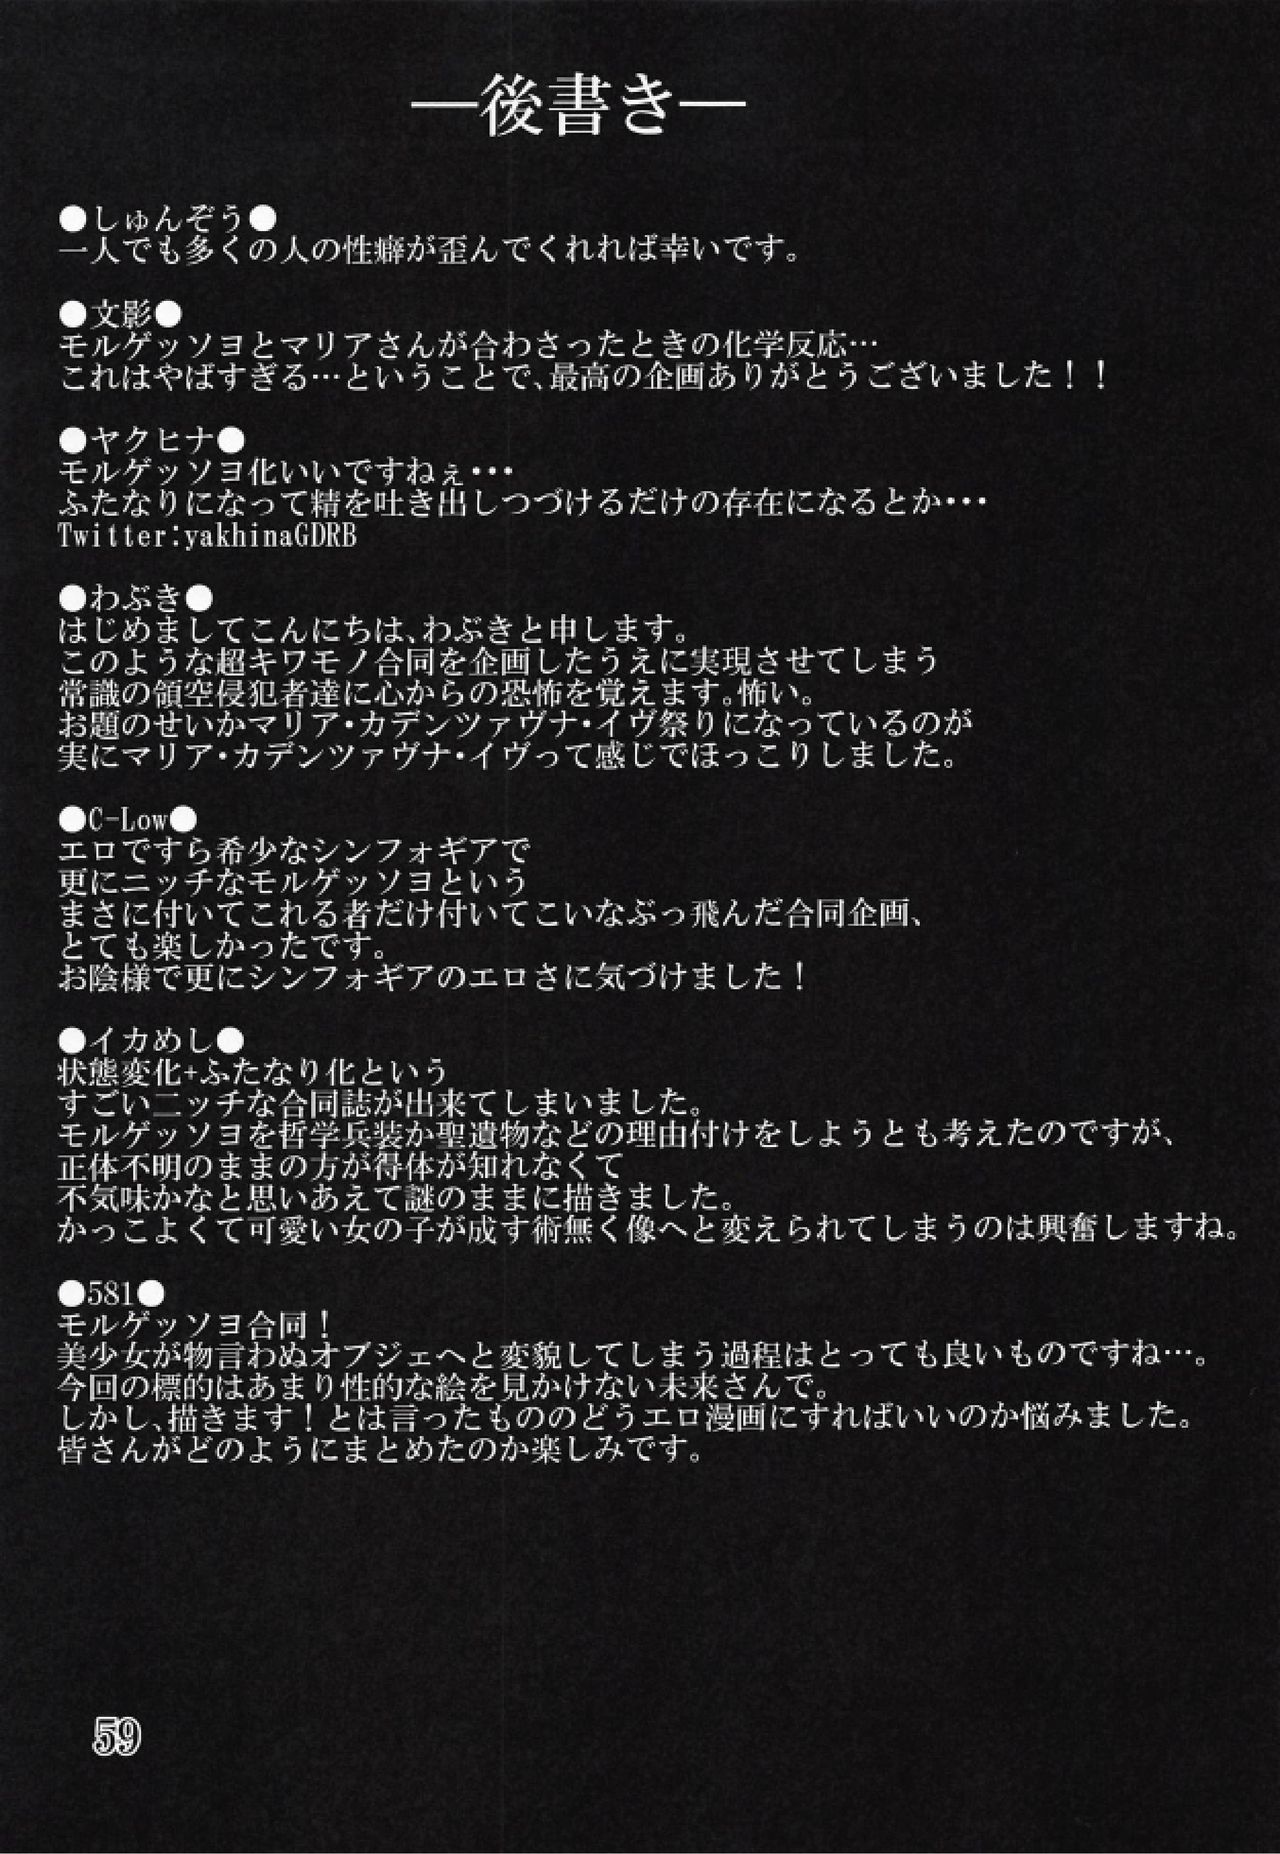 ―後書き―
●しゅんぞう●
一人でも多くの人の性癖が歪んでくれれば幸いです。
●文影●
モルゲッソヨとマリアさんが合わさったときの化学反応…
これはやばすぎる…ということで、最高の企画ありがとうございました！！
●ヤクヒナ●
モルゲッソヨ化いいですねぇ・・・
ふたなりになって精を吐き出しつづけるだけの存在になるとか・・・
Twitter:yakhinaGDRB
●わぶき●
はじめましてこんにちは、わぶきと申します。
このような超キワモノ合同を企画したうえに実現させてしまう
常識の領空侵犯者達に心からの恐怖を覚えます。怖い。
お題のせいかマリア・カデンツァヴナ・イヴ祭りになっているのが
実にマリア・カデンツァヴナ・イヴって感じでほっこりしました。
●C-Low●
エロですら希少なシンフォギアで
更にニッチなモルゲッソヨという
まさに付いてこれる者だけ付いてこいなぶっ飛んだ合同企画、
とても楽しかったです。
お陰様で更にシンフォギアのエロさに気づけました！
●イカめし●
状態変化+ふたなり化という
すごいニッチな合同誌が出来てしまいました。
モルゲッソヨを哲学兵装か聖遺物などの理由付けをしようとも考えたのですが、
正体不明のままの方が得体が知れなくて
不気味かなと思いあえて謎のままに描きました。
かっこよくて可愛い女の子が成す術無く像へと変えられてしまうのは興奮しますね。
●581●
モルゲッソヨ合同！
美少女が物言わぬオブジェへと変貌してしまう過程はとっても良いものですね…。
今回の標的はあまり性的な絵を見かけない未来さんで。
しかし、描きます！とは言ったもののどうエロ漫画にすればいいのか悩みました。
皆さんがどのようにまとめたのか楽しみです。
59